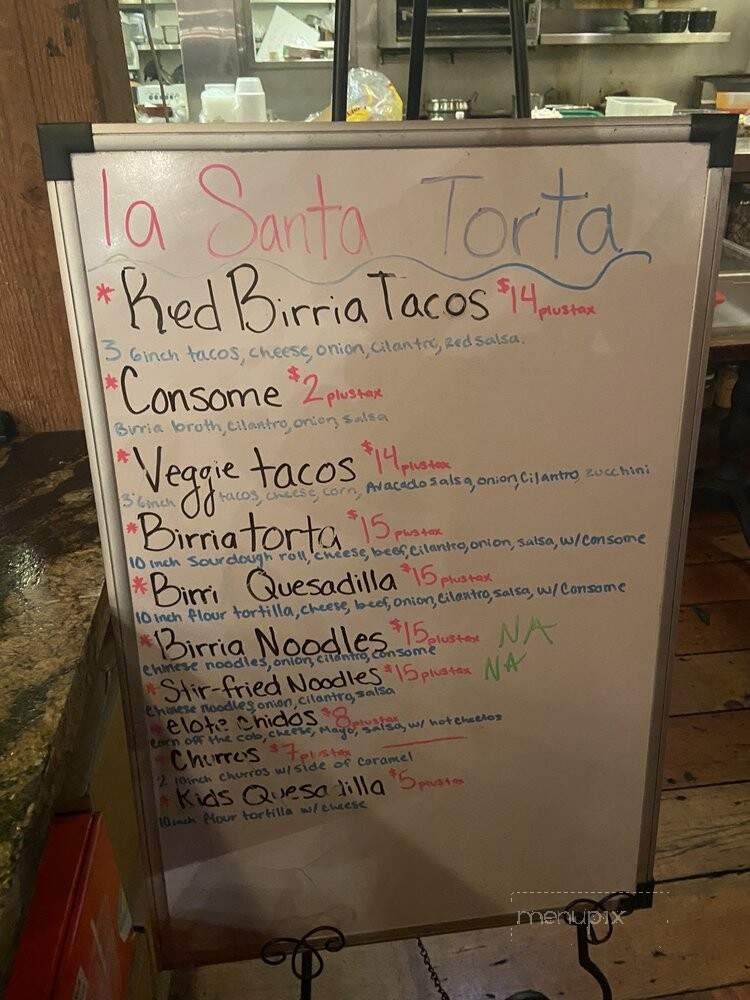 la Santa Torta
* Red Birria Tacos $14 plus tax
3 6inch tacos, cheese, onion, cilantro, Red salsa.
* Consome $2 plus tax
Birria broth, cilantro, onion, salsa
* Veggie tacos $14 plus tax
3 6inch tacos, cheese, corn, Avacado salsa, onion, Cilantro, zucchini
* Birria torta $15 plus tax
10 inch Sourdough roll, cheese, beef, Cilantro, onion, salsa, w/ Consome
* Birri Quesadilla $15 plus tax
10 inch flour tortilla, cheese, beef, onion, Cilantro, salsa, w/ Consome
* Birria Noodles $15 plus tax NA
Chinese noodles, onion, cilantro, consome
* Stir-fried Noodles $15 plus tax NA
Chinese noodles, onion, cilantro, salsa
* elote chidos $8 plus tax
corn off the cob, cheese, Mayo, salsa, w/ hot cheetos
* Churros $7 plus tax
2 10inch churros w/ side of caramel
* Kids Quesadilla $5 plus tax
10 inch flour tortilla w/ cheese
menupix